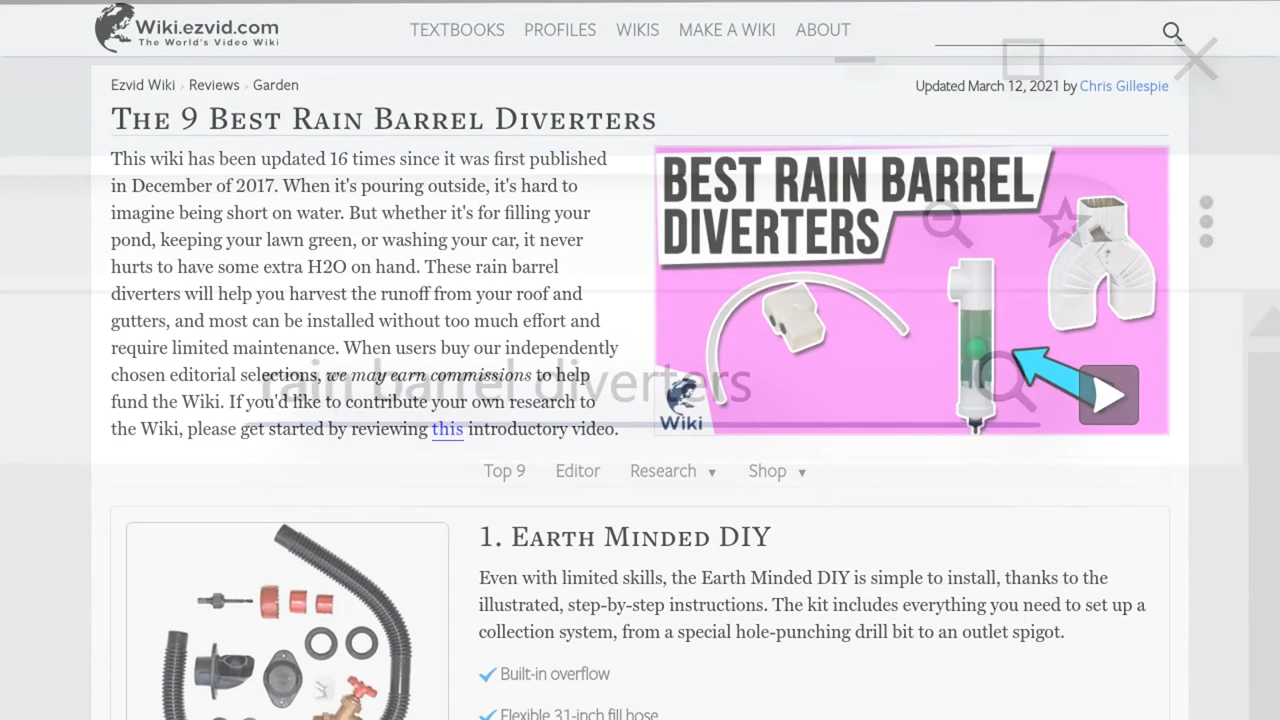 Wiki.ezvid.com
The World's Video Wiki
TEXTBOOKS PROFILES WIKIS MAKE A WIKI ABOUT
Ezvid Wiki › Reviews › Garden
Updated March 12, 2021 by Chris Gillespie
The 9 Best Rain Barrel Diverters
This wiki has been updated 16 times since it was first published
in December of 2017. When it's pouring outside, it's hard to
imagine being short on water. But whether it's for filling your
pond, keeping your lawn green, or washing your car, it never
hurts to have some extra H2O on hand. These rain barrel
diverters will help you harvest the runoff from your roof and
gutters, and most can be installed without too much effort and
require limited maintenance. When users buy our independently
chosen editorial selections, we may earn commissions to help
fund the Wiki. If you'd like to contribute your own research to
the Wiki, please get started by reviewing this introductory video.
BEST RAIN BARREL
DIVERTERS
Wiki
rain barrel diverters
Top 9 Editor Research ▼ Shop ▼
1. Earth Minded DIY
Even with limited skills, the Earth Minded DIY is simple to install, thanks to the
illustrated, step-by-step instructions. The kit includes everything you need to set up a
collection system, from a special hole-punching drill bit to an outlet spigot.
Built-in overflow
Flexible 31-inch fill hose